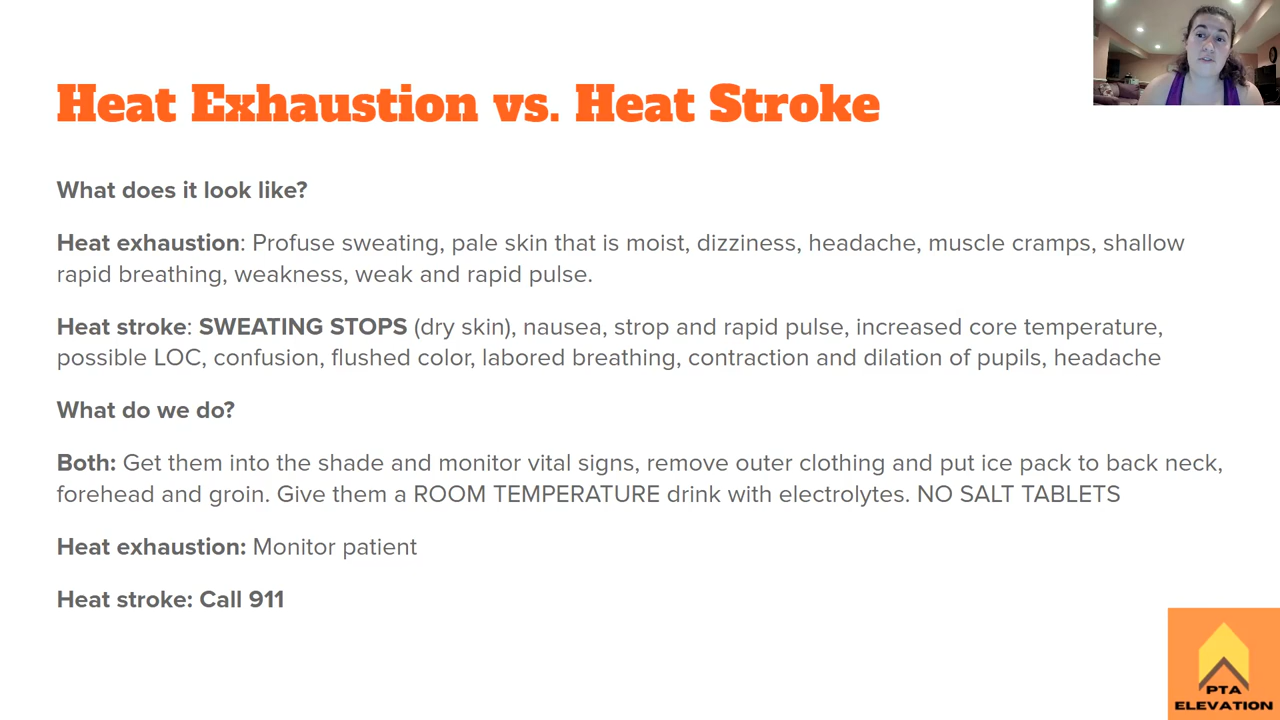 Heat Exhaustion vs. Heat Stroke
What does it look like?
Heat exhaustion: Profuse sweating, pale skin that is moist, dizziness, headache, muscle cramps, shallow
rapid breathing, weakness, weak and rapid pulse.
Heat stroke: SWEATING STOPS (dry skin), nausea, strop and rapid pulse, increased core temperature,
possible LOC, confusion, flushed color, labored breathing, contraction and dilation of pupils, headache
What do we do?
Both: Get them into the shade and monitor vital signs, remove outer clothing and put ice pack to back neck,
forehead and groin. Give them a ROOM TEMPERATURE drink with electrolytes. NO SALT TABLETS
Heat exhaustion: Monitor patient
Heat stroke: Call 911
PTA
ELEVATION